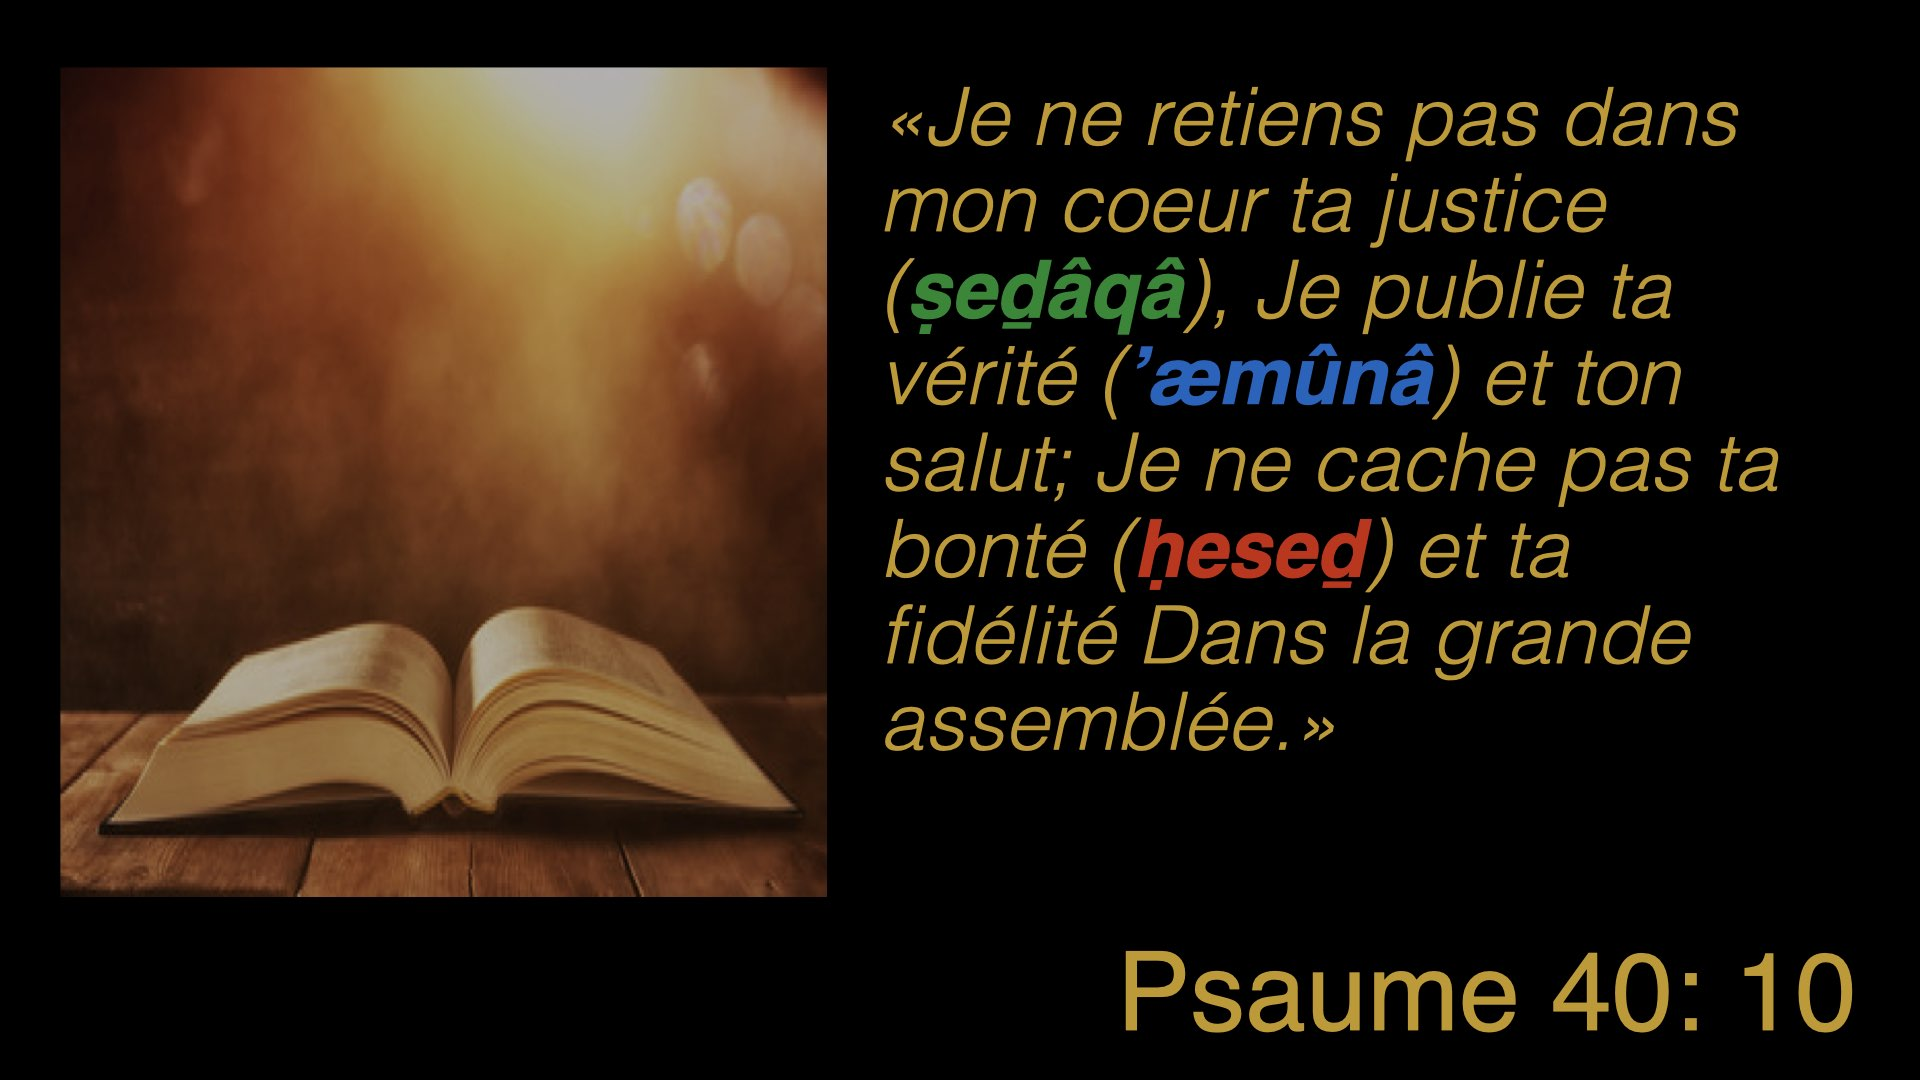 «Je ne retiens pas dans
mon coeur ta justice
(ṣeḏâqâ), Je publie ta
vérité (’æmûnâ) et ton
salut; Je ne cache pas ta
bonté (ḥeseḏ) et ta
fidélité Dans la grande
assemblée.»
Psaume 40: 10